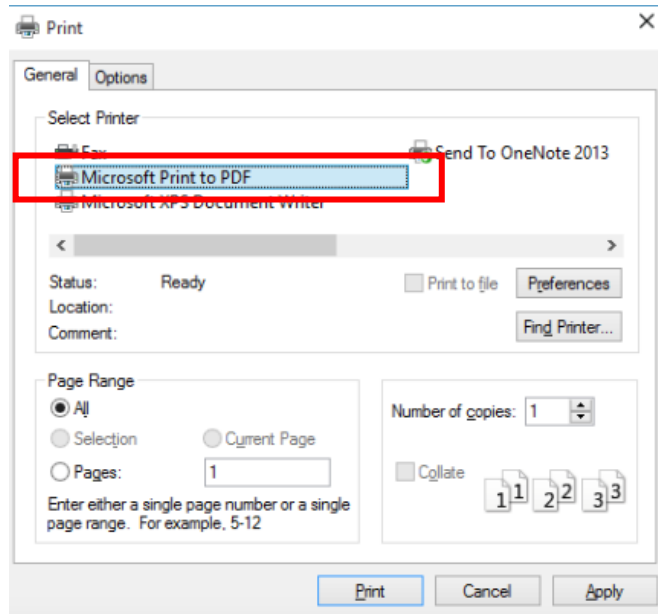 Print
General Options
Select Printer
Fax Send To OneNote 2013
Microsoft Print to PDF
Microsoft XPS Document Writer
Status: Ready Print to file Preferences
Location:
Comment: Find Printer...
Page Range
All Number of copies: 1
Selection Current Page
Pages: 1 Collate
1 1 2 2 3 3
Enter either a single page number or a single
page range. For example, 5-12
Print Cancel Apply